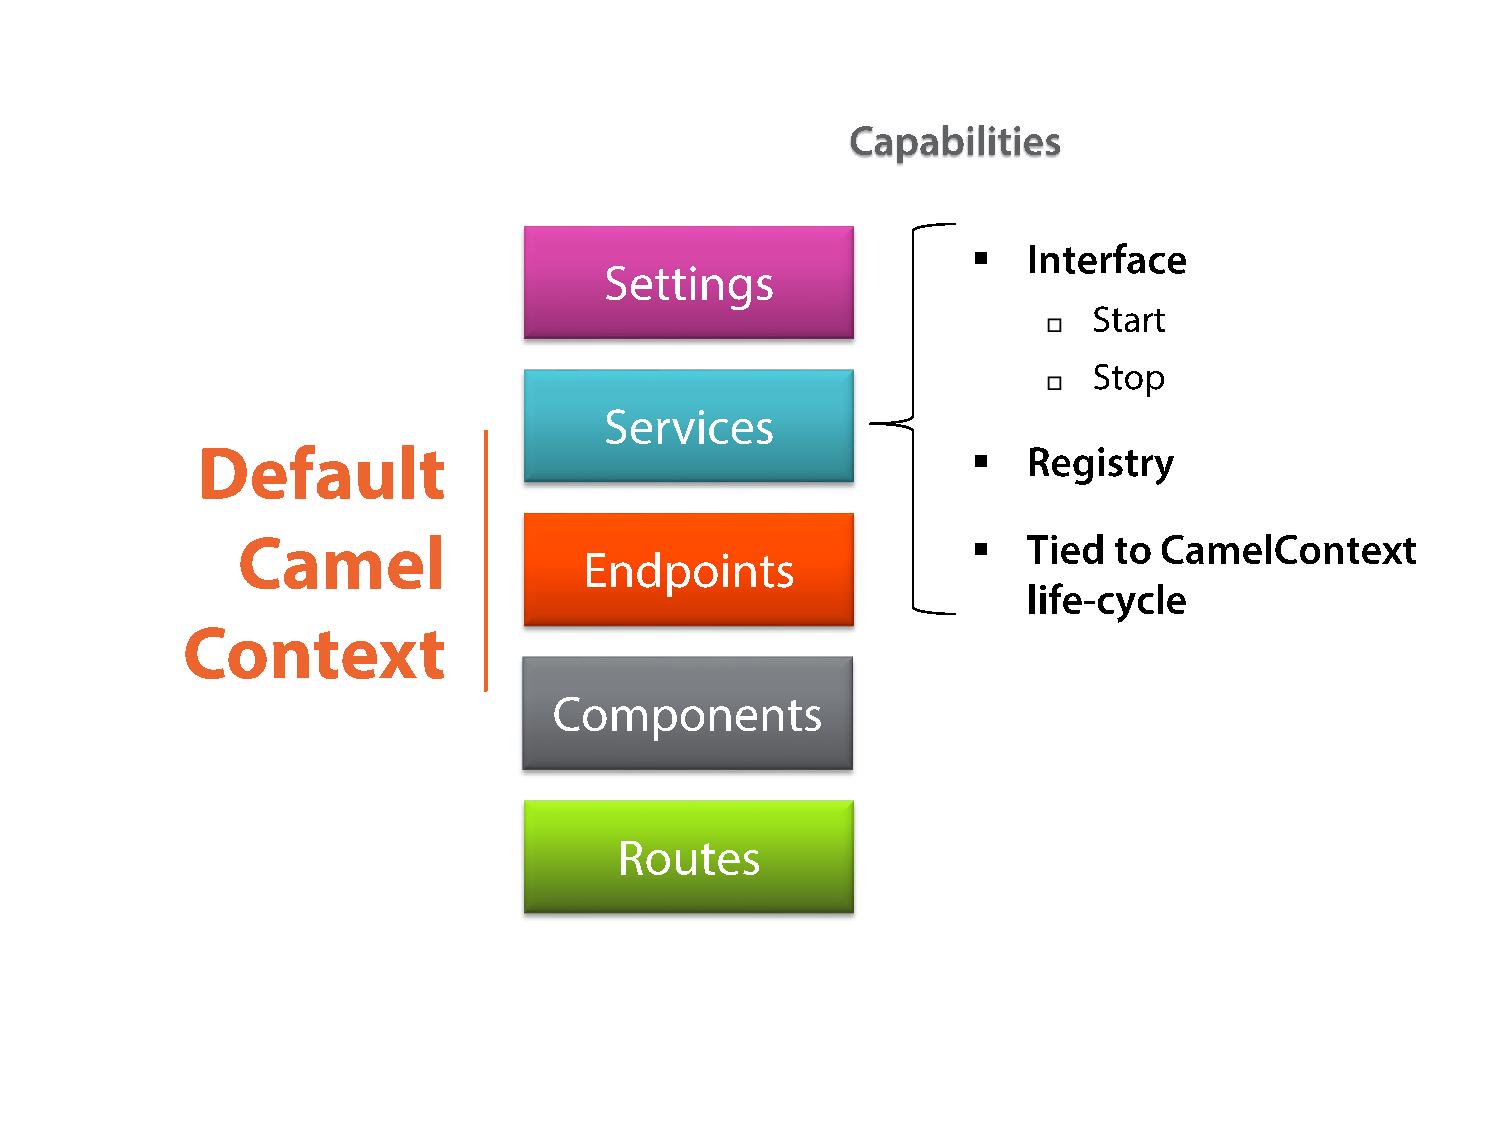 Capabilities
Default
Camel
Context
Settings
Services
Endpoints
Components
Routes
Interface
Start
Stop
Registry
Tied to CamelContext
life-cycle